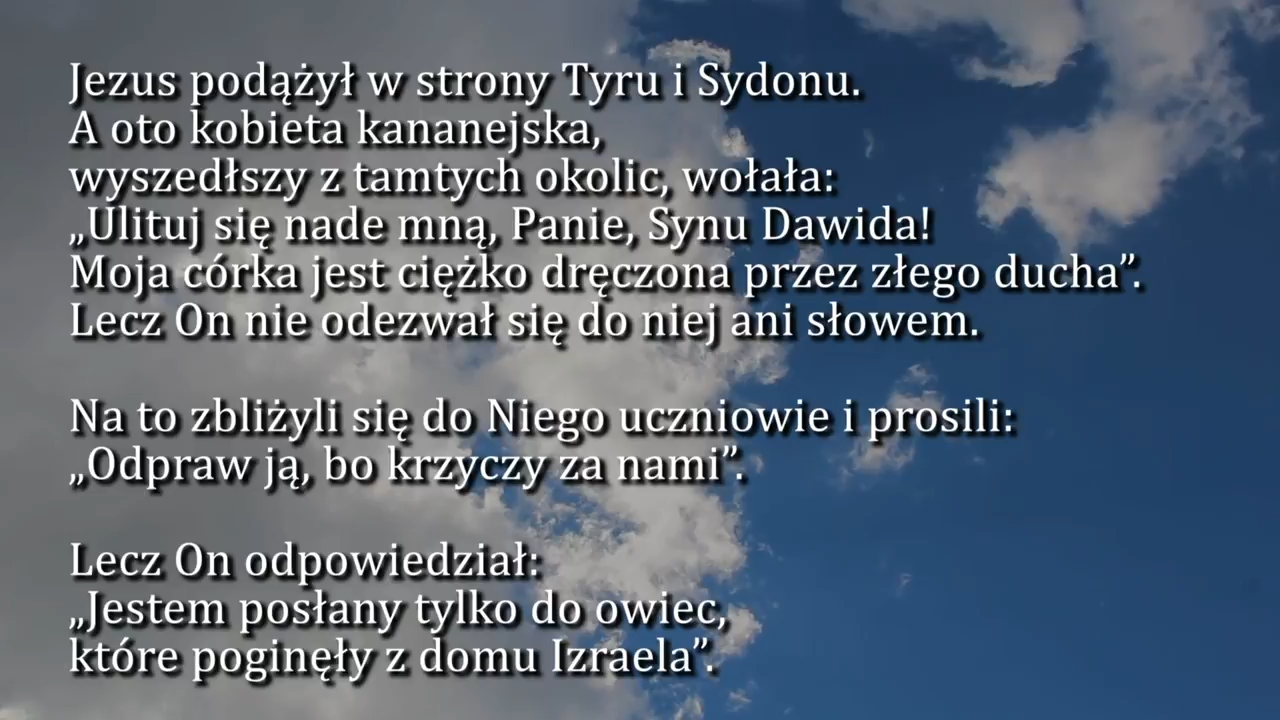 Jezus podążył w strony Tyru i Sydonu.
A oto kobieta kananejska,
wyszedłszy z tamtych okolic, wołała:
„Ulituj się nade mną, Panie, Synu Dawida!
Moja córka jest ciężko dręczona przez złego ducha”.
Lecz On nie odezwał się do niej ani słowem.
Na to zbliżyli się do Niego uczniowie i prosili:
„Odpraw ją, bo krzyczy za nami”.
Lecz On odpowiedział:
„Jestem posłany tylko do owiec,
które poginęły z domu Izraela”.